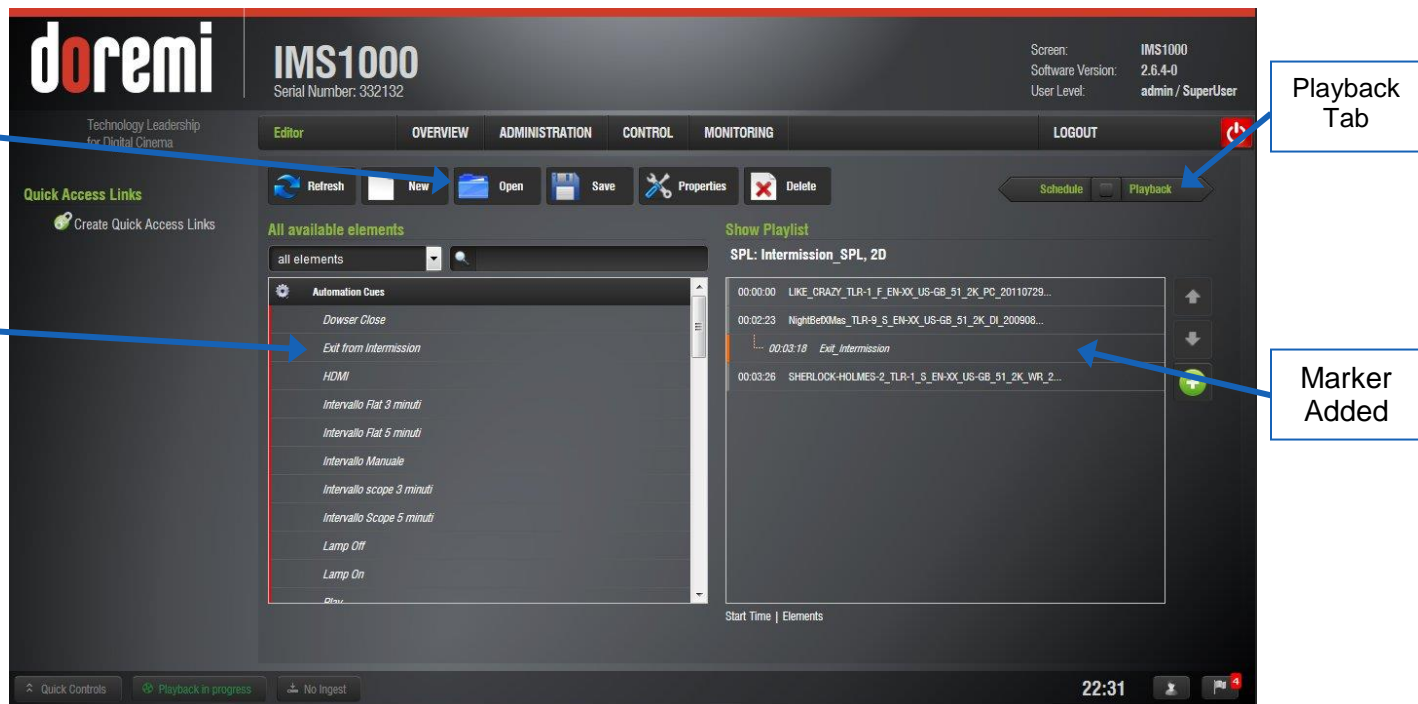 doremi
Technology Leadership
for Digital Cinema
IMS1000
Serial Number: 332132
Screen: IMS1000
Software Version: 2.6.4-0
User Level: admin / SuperUser
Playback
Tab
Editor OVERVIEW ADMINISTRATION CONTROL MONITORING LOGOUT
Quick Access Links
Create Quick Access Links
Refresh New Open Save Properties Delete
Schedule Playback
All available elements
all elements
Automation Cues
Dowser Close
Exit from Intermission
HDMI
Intervallo Flat 3 minuti
Intervallo Flat 5 minuti
Intervallo Manuale
Intervallo scope 3 minuti
Intervallo Scope 5 minuti
Lamp Off
Lamp On
Play
Show Playlist
SPL: Intermission_SPL, 2D
00:00:00 LIKE_CRAZY_TLR-1_F_EN-XX_US-GB_51_2K_PC_20110729...
00:02:23 NightBefXMas_TLR-9_S_EN-XX_US-GB_51_2K_DI_200908...
00:03:18 Exit_Intermission
00:03:26 SHERLOCK-HOLMES-2_TLR-1_S_EN-XX_US-GB_51_2K_WR_2...
Start Time | Elements
Marker
Added
Quick Controls Playback in progress No Ingest 22:31 4